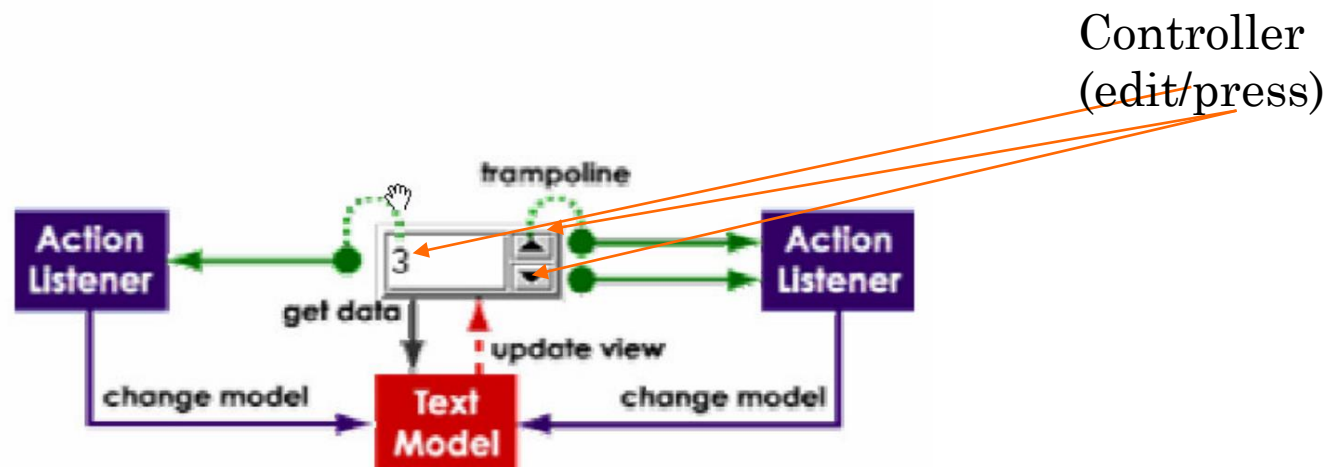 Controller
(edit/press)
trampoline
Action
Listener
3
Action
Listener
get data
update view
change model
Text
Model
change model